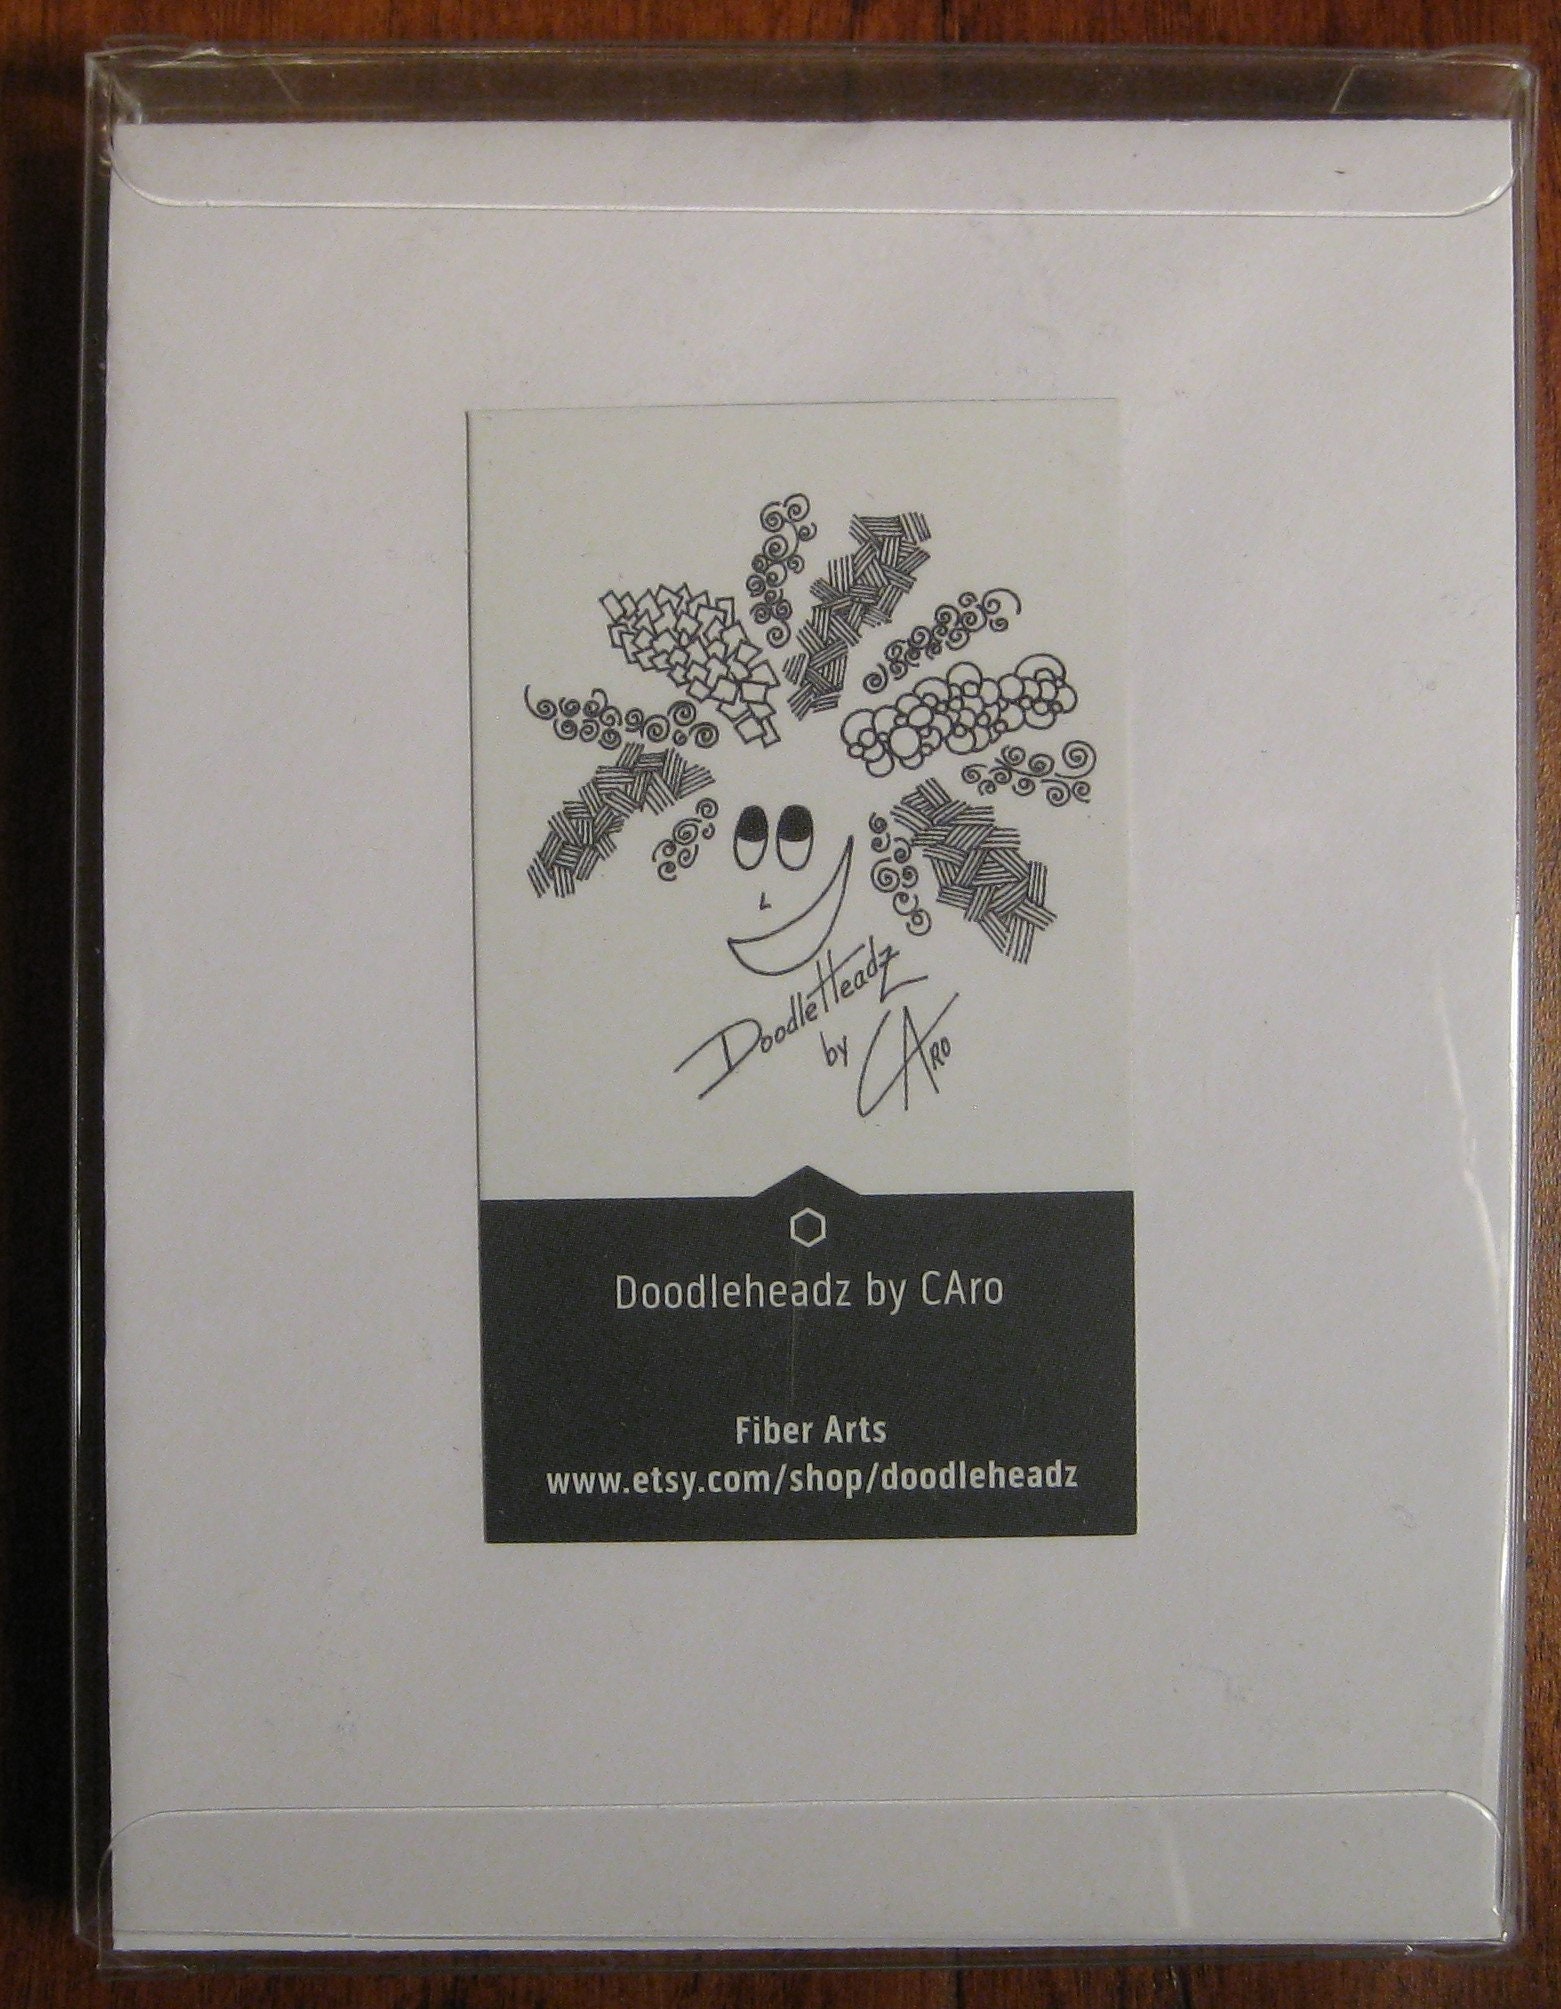 DoodleHeadz
by CAro
Doodleheadz by CAro
Fiber Arts
www.etsy.com/shop/doodleheadz